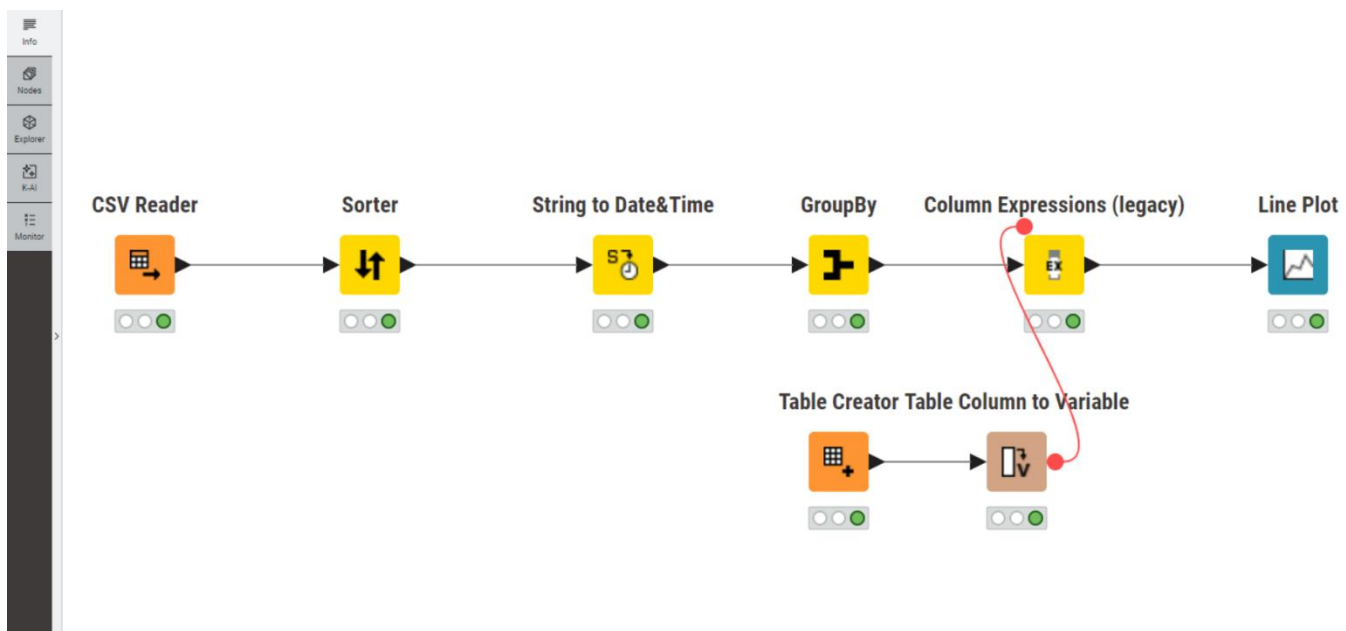 Info
Nodes
Explorer
K-AI
Monitor
CSV Reader
Sorter
String to Date&Time
GroupBy
Column Expressions (legacy)
Line Plot
S
EX
Table Creator
Table Column to Variable
V